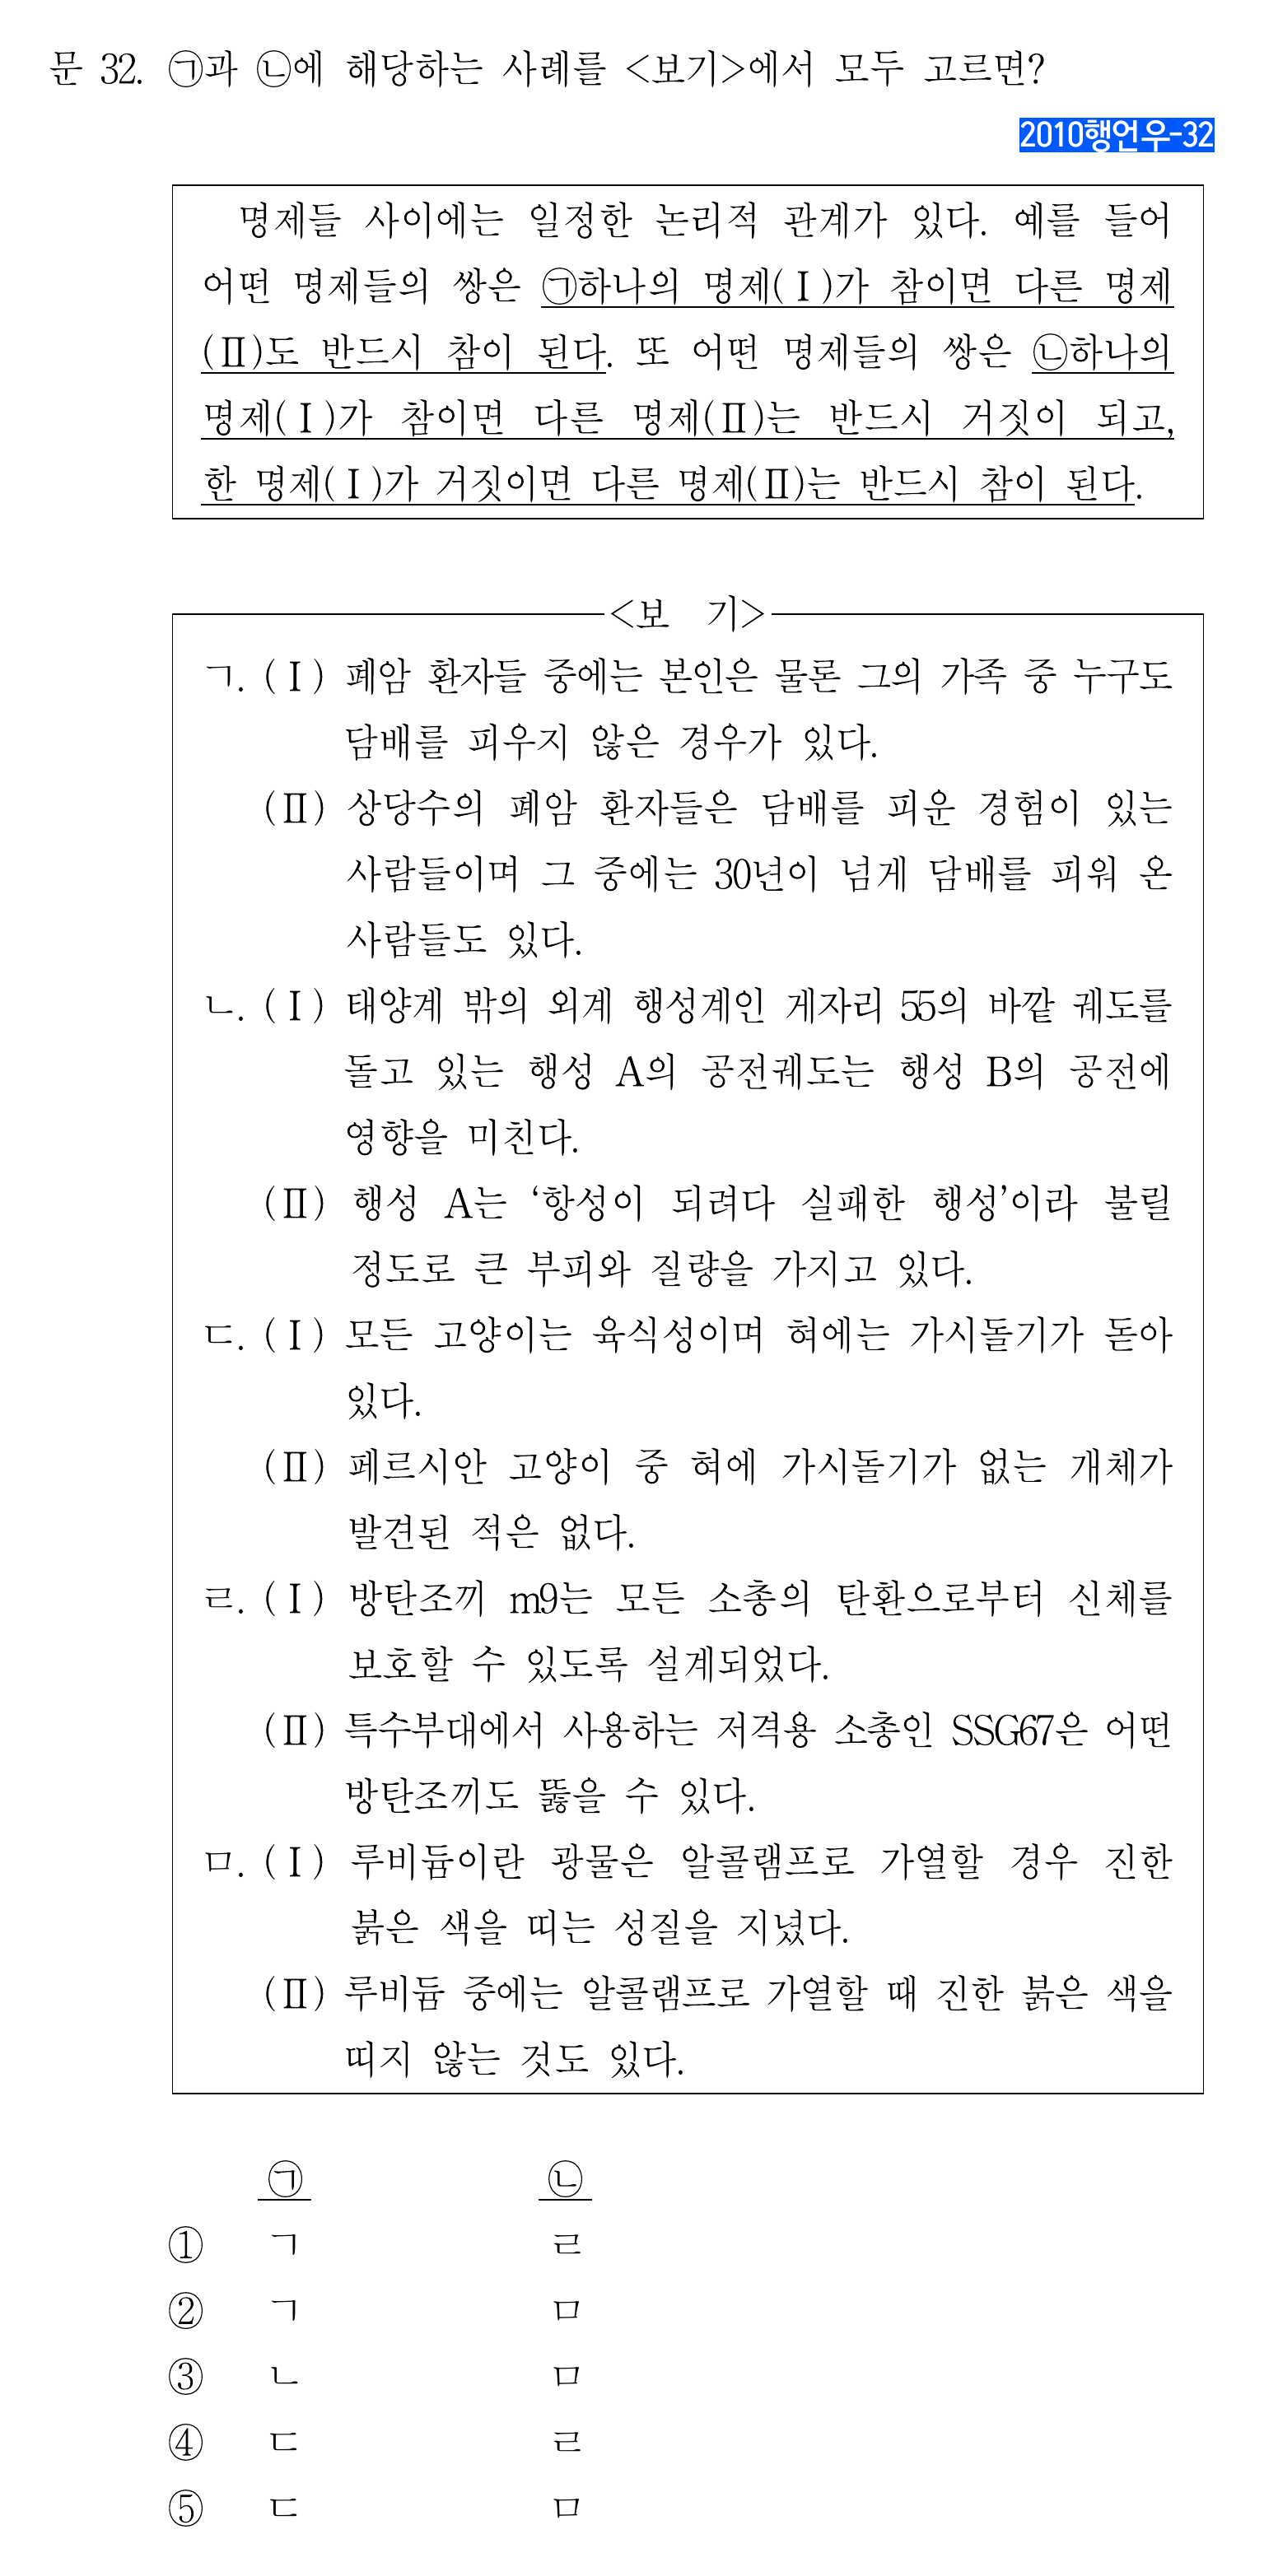 문 32. ㉠과 ㉡에 해당하는 사례를 <보기>에서 모두 고르면?
2010행언우-32
명제들 사이에는 일정한 논리적 관계가 있다. 예를 들어
어떤 명제들의 쌍은 ㉠하나의 명제(Ⅰ)가 참이면 다른 명제
(Ⅱ)도 반드시 참이 된다. 또 어떤 명제들의 쌍은 ㉡하나의
명제(Ⅰ)가 참이면 다른 명제(Ⅱ)는 반드시 거짓이 되고,
한 명제(Ⅰ)가 거짓이면 다른 명제(Ⅱ)는 반드시 참이 된다.
<보 기>
ㄱ. (Ⅰ) 폐암 환자들 중에는 본인은 물론 그의 가족 중 누구도
담배를 피우지 않은 경우가 있다.
(Ⅱ) 상당수의 폐암 환자들은 담배를 피운 경험이 있는
사람들이며 그 중에는 30년이 넘게 담배를 피워 온
사람들도 있다.
ㄴ. (Ⅰ) 태양계 밖의 외계 행성계인 게자리 55의 바깥 궤도를
돌고 있는 행성 A의 공전궤도는 행성 B의 공전에
영향을 미친다.
(Ⅱ) 행성 A는 ‘항성이 되려다 실패한 행성’이라 불릴
정도로 큰 부피와 질량을 가지고 있다.
ㄷ. (Ⅰ) 모든 고양이는 육식성이며 혀에는 가시돌기가 돋아
있다.
(Ⅱ) 페르시안 고양이 중 혀에 가시돌기가 없는 개체가
발견된 적은 없다.
ㄹ. (Ⅰ) 방탄조끼 m9는 모든 소총의 탄환으로부터 신체를
보호할 수 있도록 설계되었다.
(Ⅱ) 특수부대에서 사용하는 저격용 소총인 SSG67은 어떤
방탄조끼도 뚫을 수 있다.
ㅁ. (Ⅰ) 루비듐이란 광물은 알콜램프로 가열할 경우 진한
붉은 색을 띠는 성질을 지녔다.
(Ⅱ) 루비듐 중에는 알콜램프로 가열할 때 진한 붉은 색을
띠지 않는 것도 있다.
㉠ ㉡
① ㄱ ㄹ
② ㄱ ㅁ
③ ㄴ ㅁ
④ ㄷ ㄹ
⑤ ㄷ ㅁ